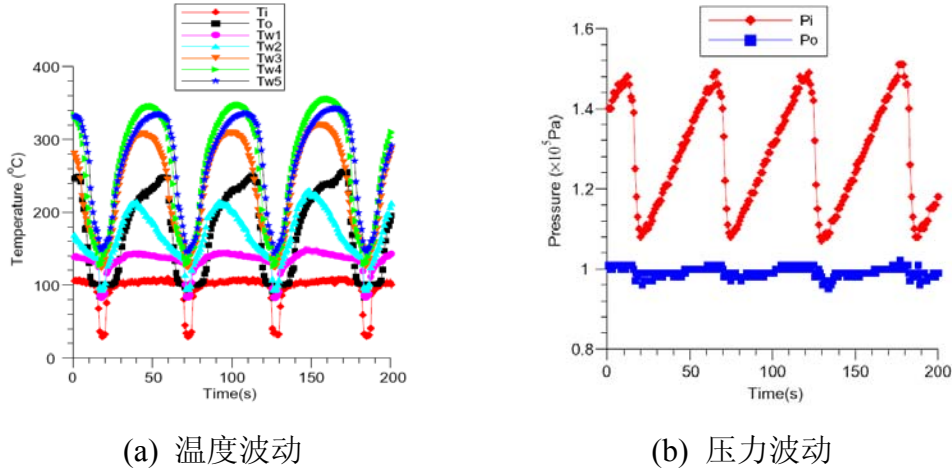 Ti
To
Tw1
Tw2
Tw3
Tw4
Tw5
400
300
200
100
0
Temperature (⁰C)
0 50 100 150 200
Time(s)
(a) 温度波动
Pi
Po
1.6
1.4
1.2
1
0.8
Pressure (×10⁵Pa)
0 50 100 150 200
Time(s)
(b) 压力波动